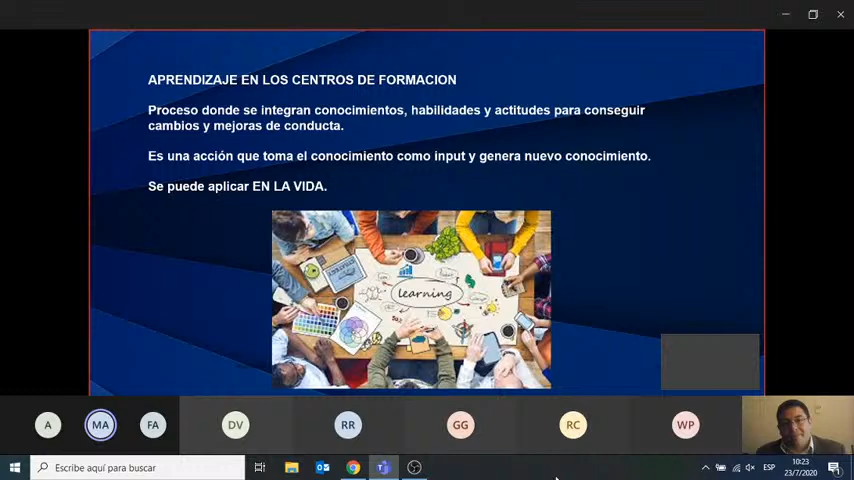 APRENDIZAJE EN LOS CENTROS DE FORMACION
Proceso donde se integran conocimientos, habilidades y actitudes para conseguir
cambios y mejoras de conducta.
Es una acción que toma el conocimiento como input y genera nuevo conocimiento.
Se puede aplicar EN LA VIDA.
learning
A
MA
FA
DV
RR
GG
RC
WP
Escribe aquí para buscar
ESP
10:23
23/7/2020